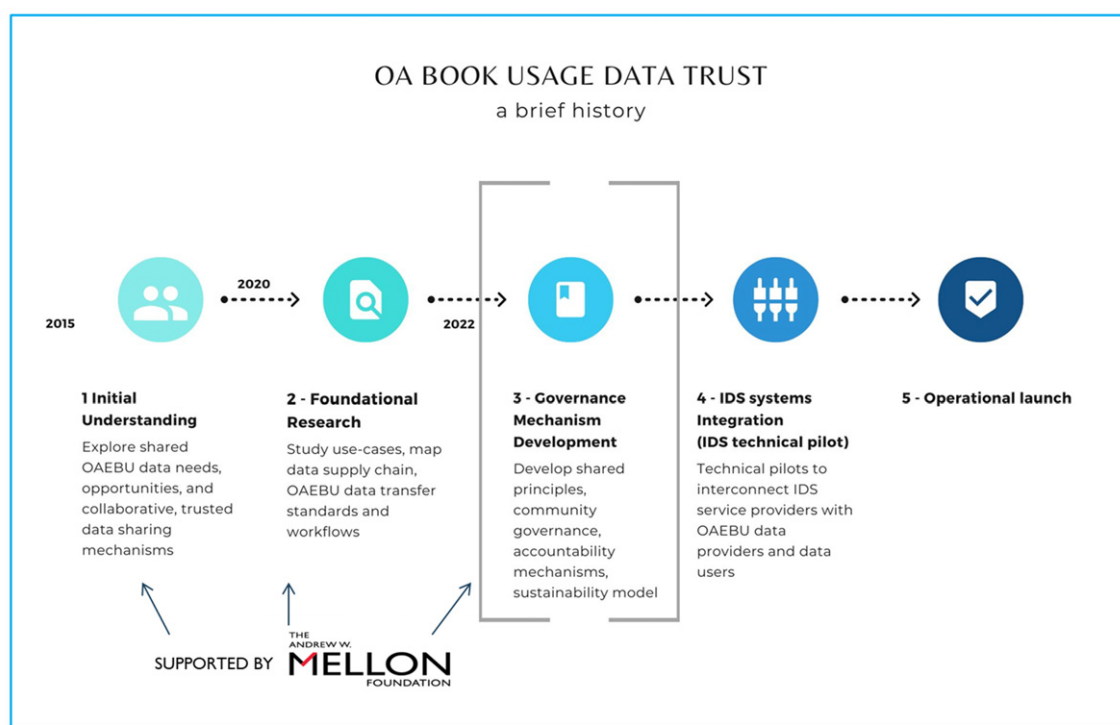 OA BOOK USAGE DATA TRUST
a brief history
2015
2020
2022
1 Initial
Understanding
Explore shared
OAEBU data needs,
opportunities, and
collaborative, trusted
data sharing
mechanisms
2 - Foundational
Research
Study use-cases, map
data supply chain,
OAEBU data transfer
standards and
workflows
3 - Governance
Mechanism
Development
Develop shared
principles,
community
governance,
accountability
mechanisms,
sustainability model
4 - IDS systems
Integration
(IDS technical pilot)
Technical pilots to
interconnect IDS
service providers with
OAEBU data
providers and data
users
5 - Operational launch
SUPPORTED BY
THE
ANDREW W.
MELLON
FOUNDATION